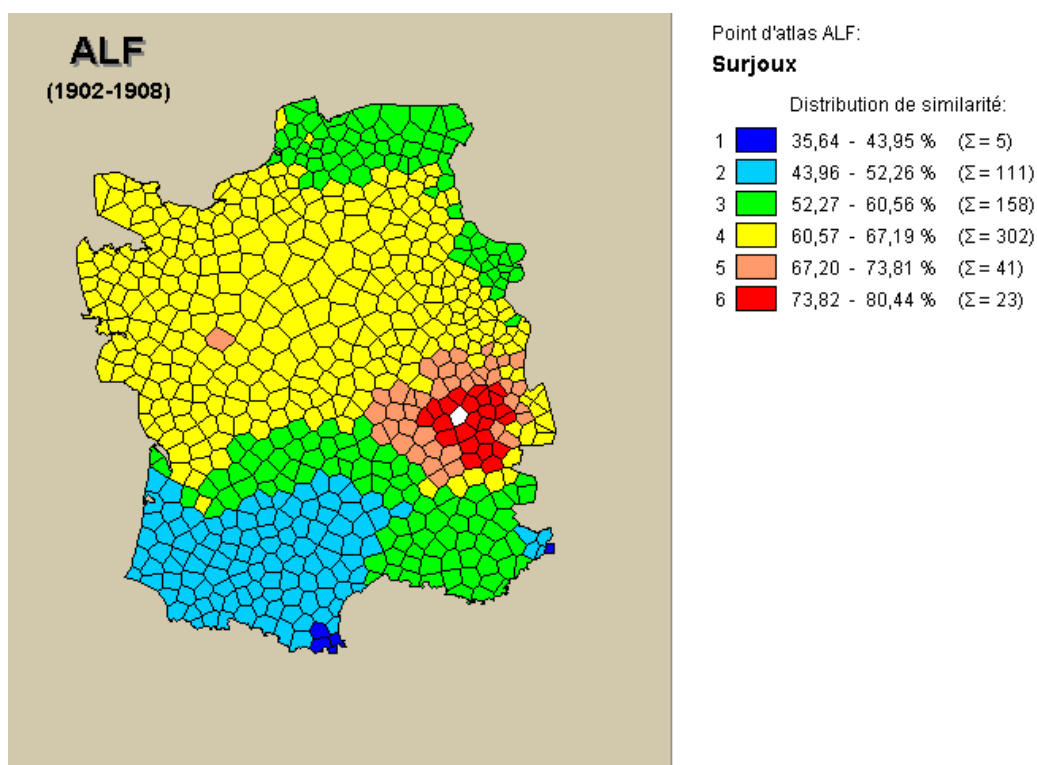 ALF
(1902-1908)
Point d'atlas ALF:
Surjoux
Distribution de similarité:
1 35,64 - 43,95 % (Σ = 5)
2 43,96 - 52,26 % (Σ = 111)
3 52,27 - 60,56 % (Σ = 158)
4 60,57 - 67,19 % (Σ = 302)
5 67,20 - 73,81 % (Σ = 41)
6 73,82 - 80,44 % (Σ = 23)